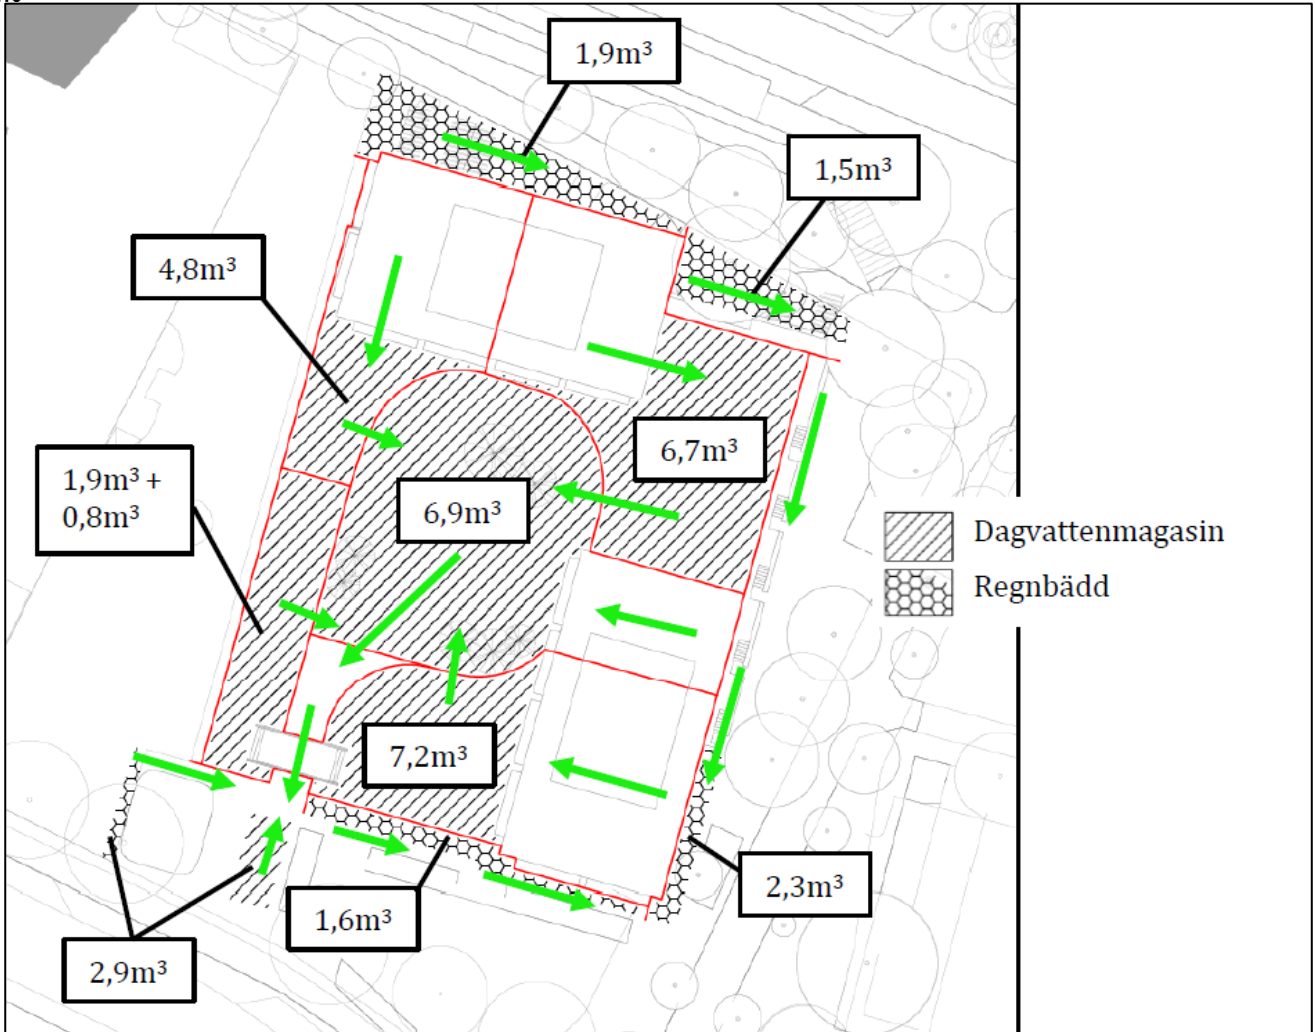 1,9m³
1,5m³
4,8m³
6,7m³
1,9m³ +
0,8m³
6,9m³
Dagvattenmagasin
Regnbädd
7,2m³
2,3m³
1,6m³
2,9m³